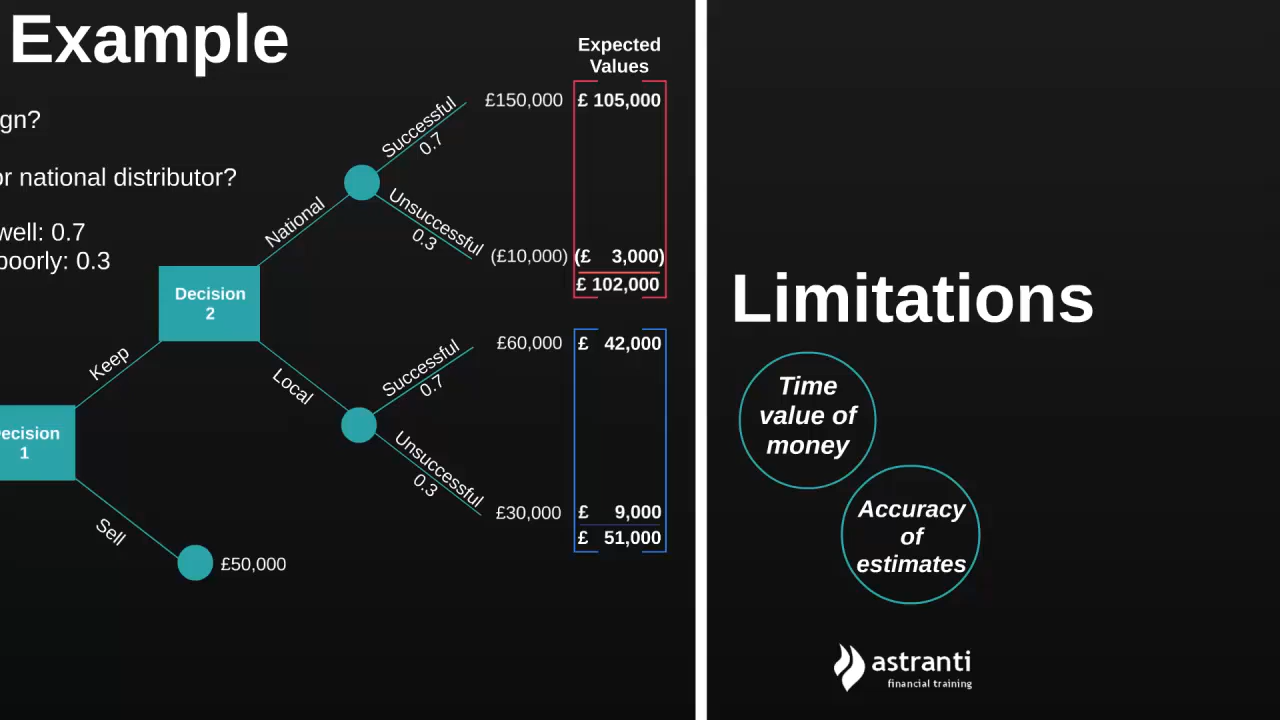 Example
gn?
or national distributor?
well: 0.7
poorly: 0.3
Expected
Values
Successful
0.7
£150,000
£ 105,000
National
Unsuccessful
0.3
(£10,000)
(£ 3,000)
£ 102,000
Decision
2
Keep
Local
Successful
0.7
£60,000
£ 42,000
Unsuccessful
0.3
£30,000
£ 9,000
£ 51,000
ecision
1
Sell
£50,000
Limitations
Time
value of
money
Accuracy
of
estimates
astranti
financial training